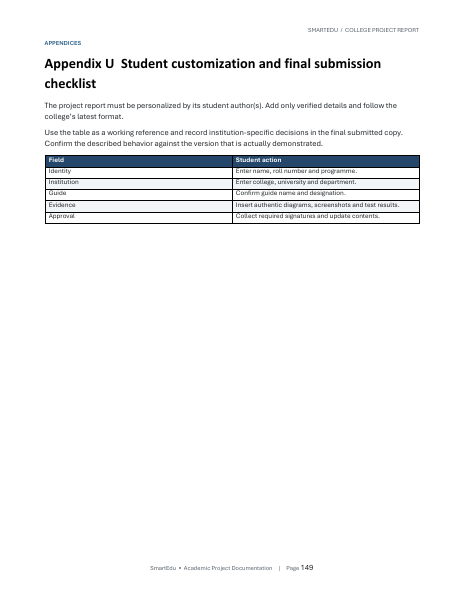 SMARTEDU / COLLEGE PROJECT REPORT
APPENDICES
Appendix U Student customization and final submission
checklist
The project report must be personalized by its student author(s). Add only verified details and follow the
college's latest format.
Use the table as a working reference and record institution-specific decisions in the final submitted copy.
Confirm the described behavior against the version that is actually demonstrated.
Field Student action
Identity Enter name, roll number and programme.
Institution Enter college, university and department.
Guide Confirm guide name and designation.
Evidence Insert authentic diagrams, screenshots and test results.
Approval Collect required signatures and update contents.
SmartEdu • Academic Project Documentation | Page 149